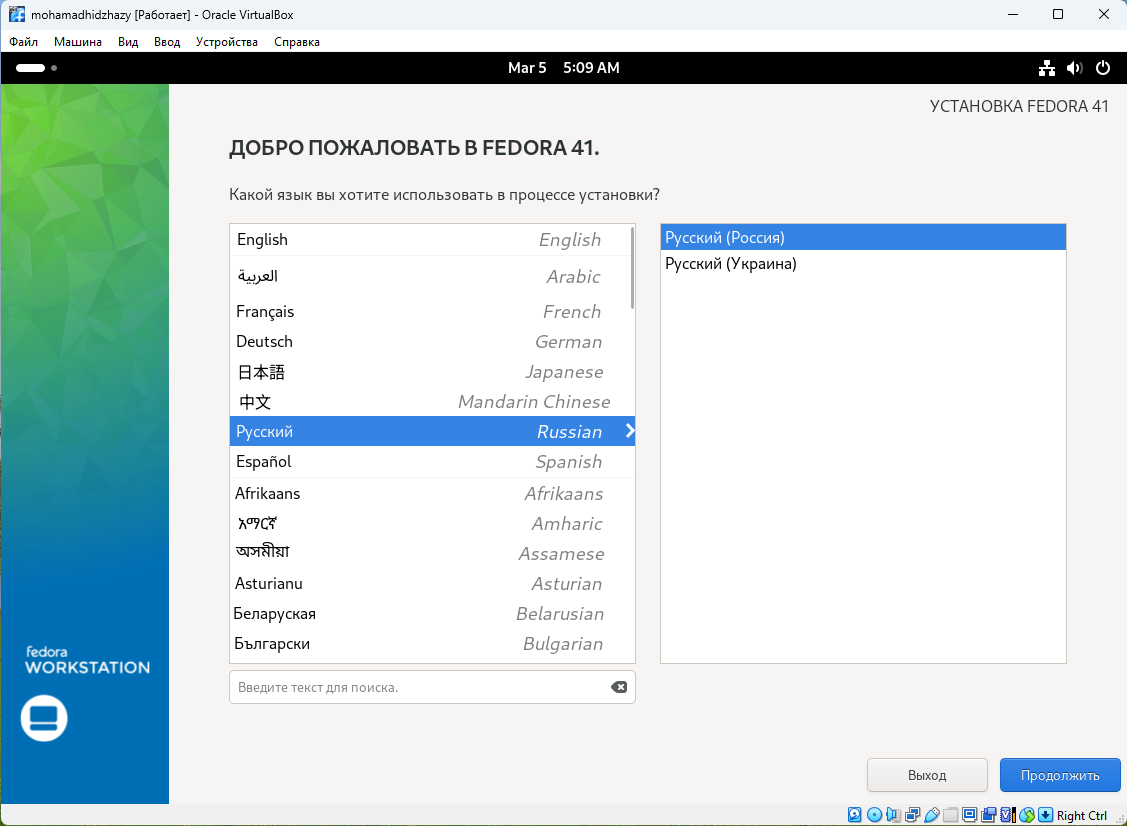 mohamadhidzhazy [Работает] - Oracle VirtualBox
Файл Машина Вид Ввод Устройства Справка
Mar 5 5:09 AM
УСТАНОВКА FEDORA 41
ДОБРО ПОЖАЛОВАТЬ В FEDORA 41.
Какой язык вы хотите использовать в процессе установки?
English English
العربية Arabic
Français French
Deutsch German
日本語 Japanese
中文 Mandarin Chinese
Русский Russian
Español Spanish
Afrikaans Afrikaans
አማርኛ Amharic
অসমীয়া Assamese
Asturianu Asturian
Беларуская Belarusian
Български Bulgarian
Русский (Россия)
Русский (Украина)
Введите текст для поиска.
fedora
WORKSTATION
Выход Продолжить
Right Ctrl